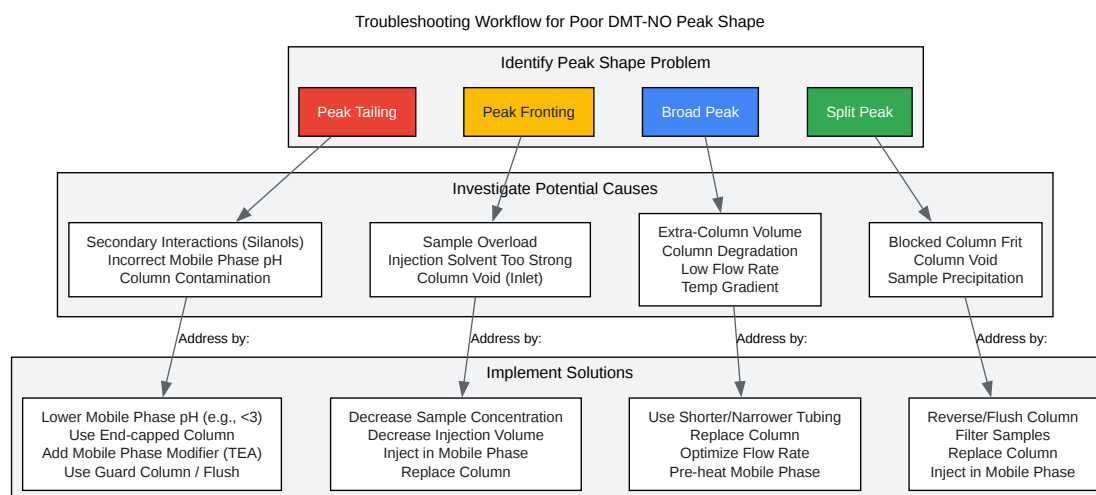 Troubleshooting Workflow for Poor DMT-NO Peak Shape
Identify Peak Shape Problem
Peak Tailing
Peak Fronting
Broad Peak
Split Peak
Investigate Potential Causes
Secondary Interactions (Silanols)
Incorrect Mobile Phase pH
Column Contamination
Sample Overload
Injection Solvent Too Strong
Column Void (Inlet)
Extra-Column Volume
Column Degradation
Low Flow Rate
Temp Gradient
Blocked Column Frit
Column Void
Sample Precipitation
Address by:
Address by:
Address by:
Address by:
Implement Solutions
Lower Mobile Phase pH (e.g., <3)
Use End-capped Column
Add Mobile Phase Modifier (TEA)
Use Guard Column / Flush
Decrease Sample Concentration
Decrease Injection Volume
Inject in Mobile Phase
Replace Column
Use Shorter/Narrower Tubing
Replace Column
Optimize Flow Rate
Pre-heat Mobile Phase
Reverse/Flush Column
Filter Samples
Replace Column
Inject in Mobile Phase